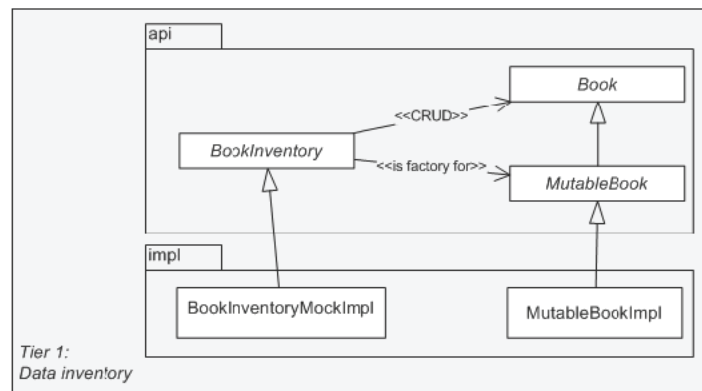 api
Book
<<CRUD>>
BookInventory
<<is factory for>>
MutableBook
impl
BookInventoryMockImpl
MutableBookImpl
Tier 1:
Data inventory